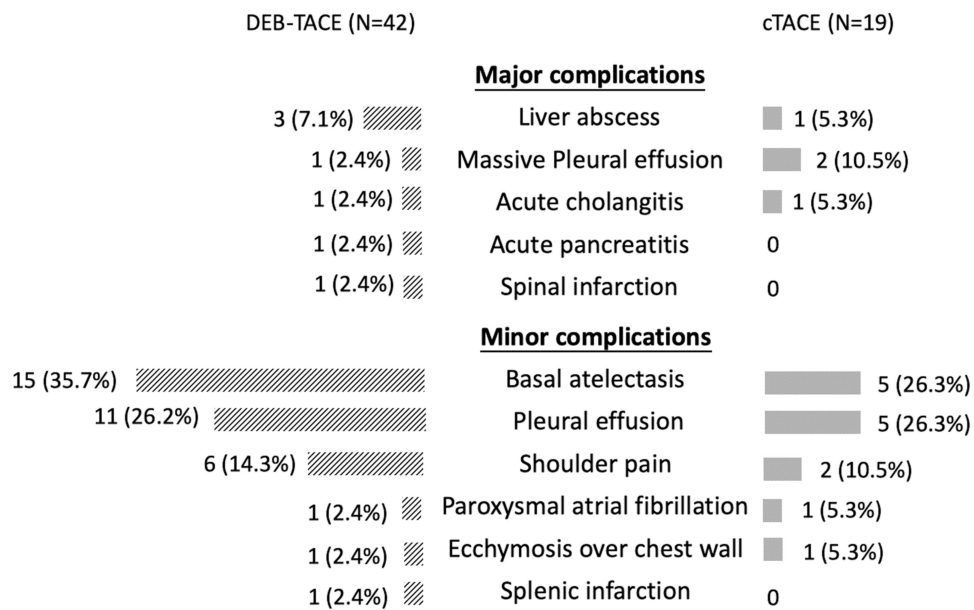 DEB-TACE (N=42) cTACE (N=19)
Major complications
3 (7.1%) Liver abscess 1 (5.3%)
1 (2.4%) Massive Pleural effusion 2 (10.5%)
1 (2.4%) Acute cholangitis 1 (5.3%)
1 (2.4%) Acute pancreatitis 0
1 (2.4%) Spinal infarction 0
Minor complications
15 (35.7%) Basal atelectasis 5 (26.3%)
11 (26.2%) Pleural effusion 5 (26.3%)
6 (14.3%) Shoulder pain 2 (10.5%)
1 (2.4%) Paroxysmal atrial fibrillation 1 (5.3%)
1 (2.4%) Ecchymosis over chest wall 1 (5.3%)
1 (2.4%) Splenic infarction 0